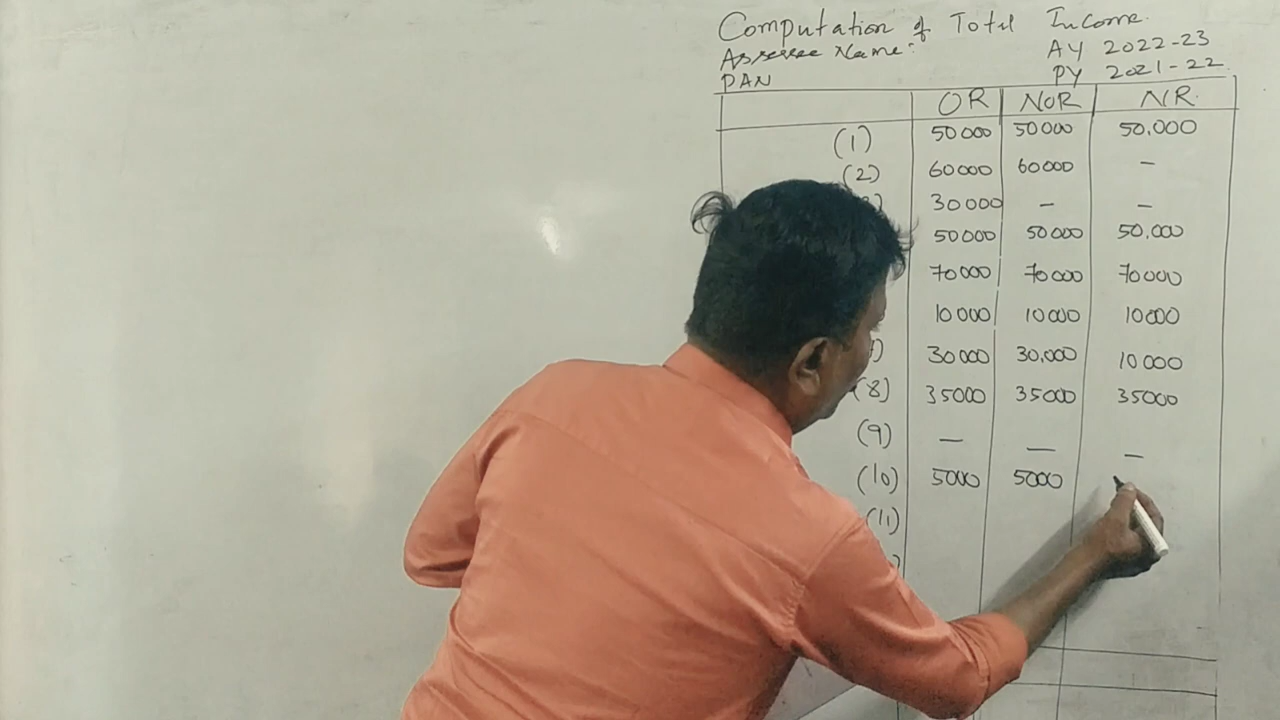 Computation of Total Income.
Assessee Name: AY 2022-23
PAN PY 2021-22
OR NOR NR.
(1) 50000 50000 50,000
(2) 60000 60000 —
30000 — —
50000 50000 50,000
70000 70000 70000
10000 10000 10000
) 30000 30,000 10000
(8) 35000 35000 35000
(9) — — —
(10) 5000 5000
(11)